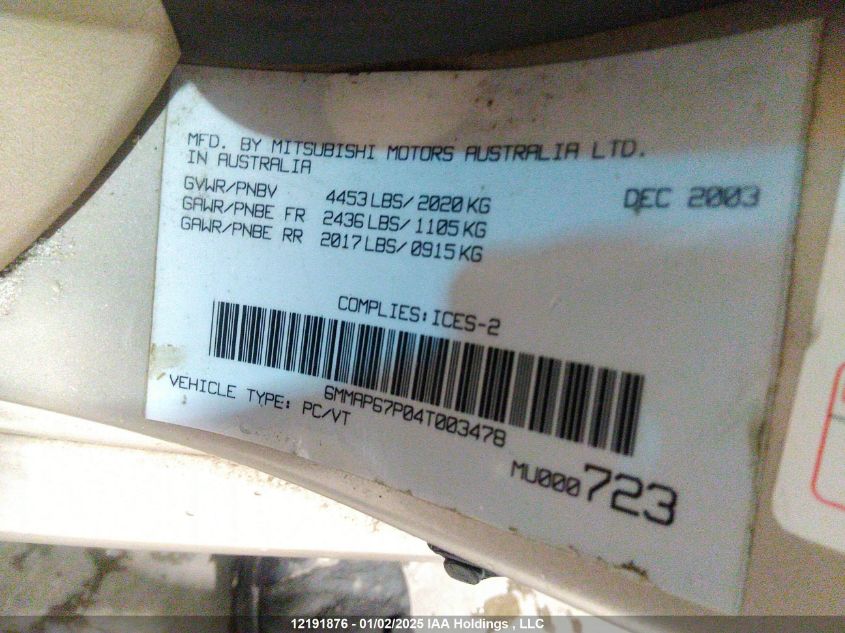 MFD. BY MITSUBISHI MOTORS AUSTRALIA LTD.
IN AUSTRALIA
DEC 2003
GVWR/PNBV 4453 LBS/ 2020 KG
GAWR/PNBE FR 2436 LBS/ 1105 KG
GAWR/PNBE RR 2017 LBS/ 0915 KG
COMPLIES: ICES-2
6MMAP67P04T003478
VEHICLE TYPE: PC/VT
MU000723
12191876 - 01/02/2025 IAA Holdings , LLC